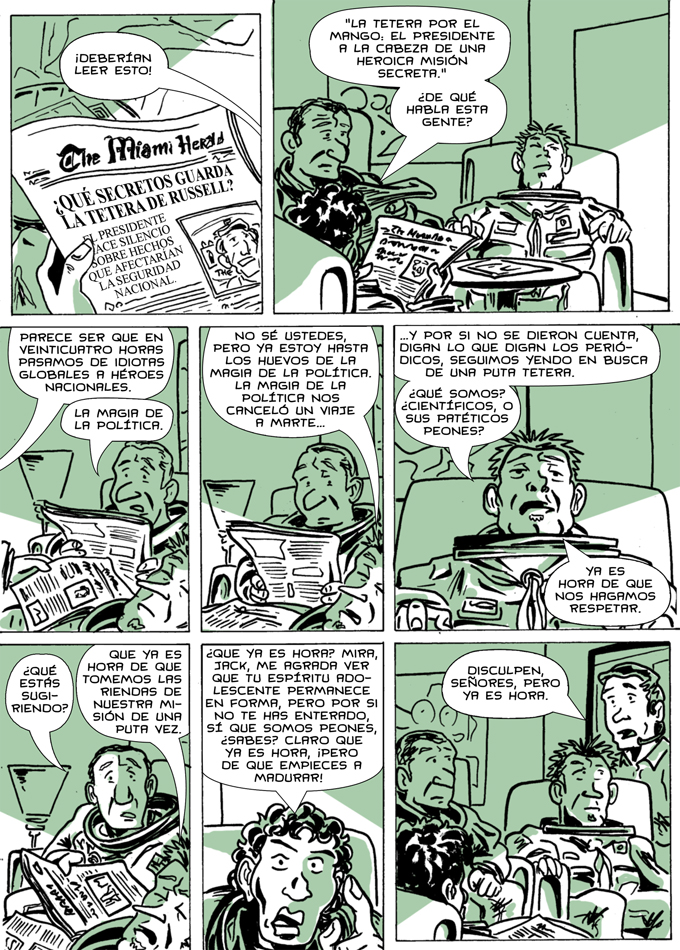 ¡DEBERÍAN
LEER ESTO!
The Miami Herald
¿QUÉ SECRETOS GUARDA
LA TETERA DE RUSSELL?
EL PRESIDENTE
HACE SILENCIO
SOBRE HECHOS
QUE AFECTARÍAN
LA SEGURIDAD
NACIONAL.
THE
"LA TETERA POR EL
MANGO: EL PRESIDENTE
A LA CABEZA DE UNA
HEROICA MISIÓN
SECRETA."
¿DE QUÉ
HABLA ESTA
GENTE?
PARECE SER QUE EN
VEINTICUATRO HORAS
PASAMOS DE IDIOTAS
GLOBALES A HÉROES
NACIONALES.
LA MAGIA DE
LA POLÍTICA.
NO SÉ USTEDES,
PERO YA ESTOY HASTA
LOS HUEVOS DE LA
MAGIA DE LA POLÍTICA.
LA MAGIA DE LA
POLÍTICA NOS
CANCELÓ UN VIAJE
A MARTE...
...Y POR SI NO SE DIERON CUENTA,
DIGAN LO QUE DIGAN LOS PERIÓ-
DICOS, SEGUIMOS YENDO EN BUSCA
DE UNA PUTA TETERA.
¿QUÉ SOMOS?
¿CIENTÍFICOS, O
SUS PATÉTICOS
PEONES?
YA ES
HORA DE QUE
NOS HAGAMOS
RESPETAR.
¿QUÉ
ESTÁS
SUGI-
RIENDO?
QUE YA ES
HORA DE QUE
TOMEMOS LAS
RIENDAS DE
NUESTRA MI-
SIÓN DE UNA
PUTA VEZ.
¿QUE YA ES HORA? MIRA,
JACK, ME AGRADA VER
QUE TU ESPÍRITU ADO-
LESCENTE PERMANECE
EN FORMA, PERO POR SI
NO TE HAS ENTERADO,
SÍ QUE SOMOS PEONES,
¿SABES? CLARO QUE
YA ES HORA, ¡PERO
DE QUE EMPIECES A
MADURAR!
DISCULPEN,
SEÑORES, PERO
YA ES HORA.